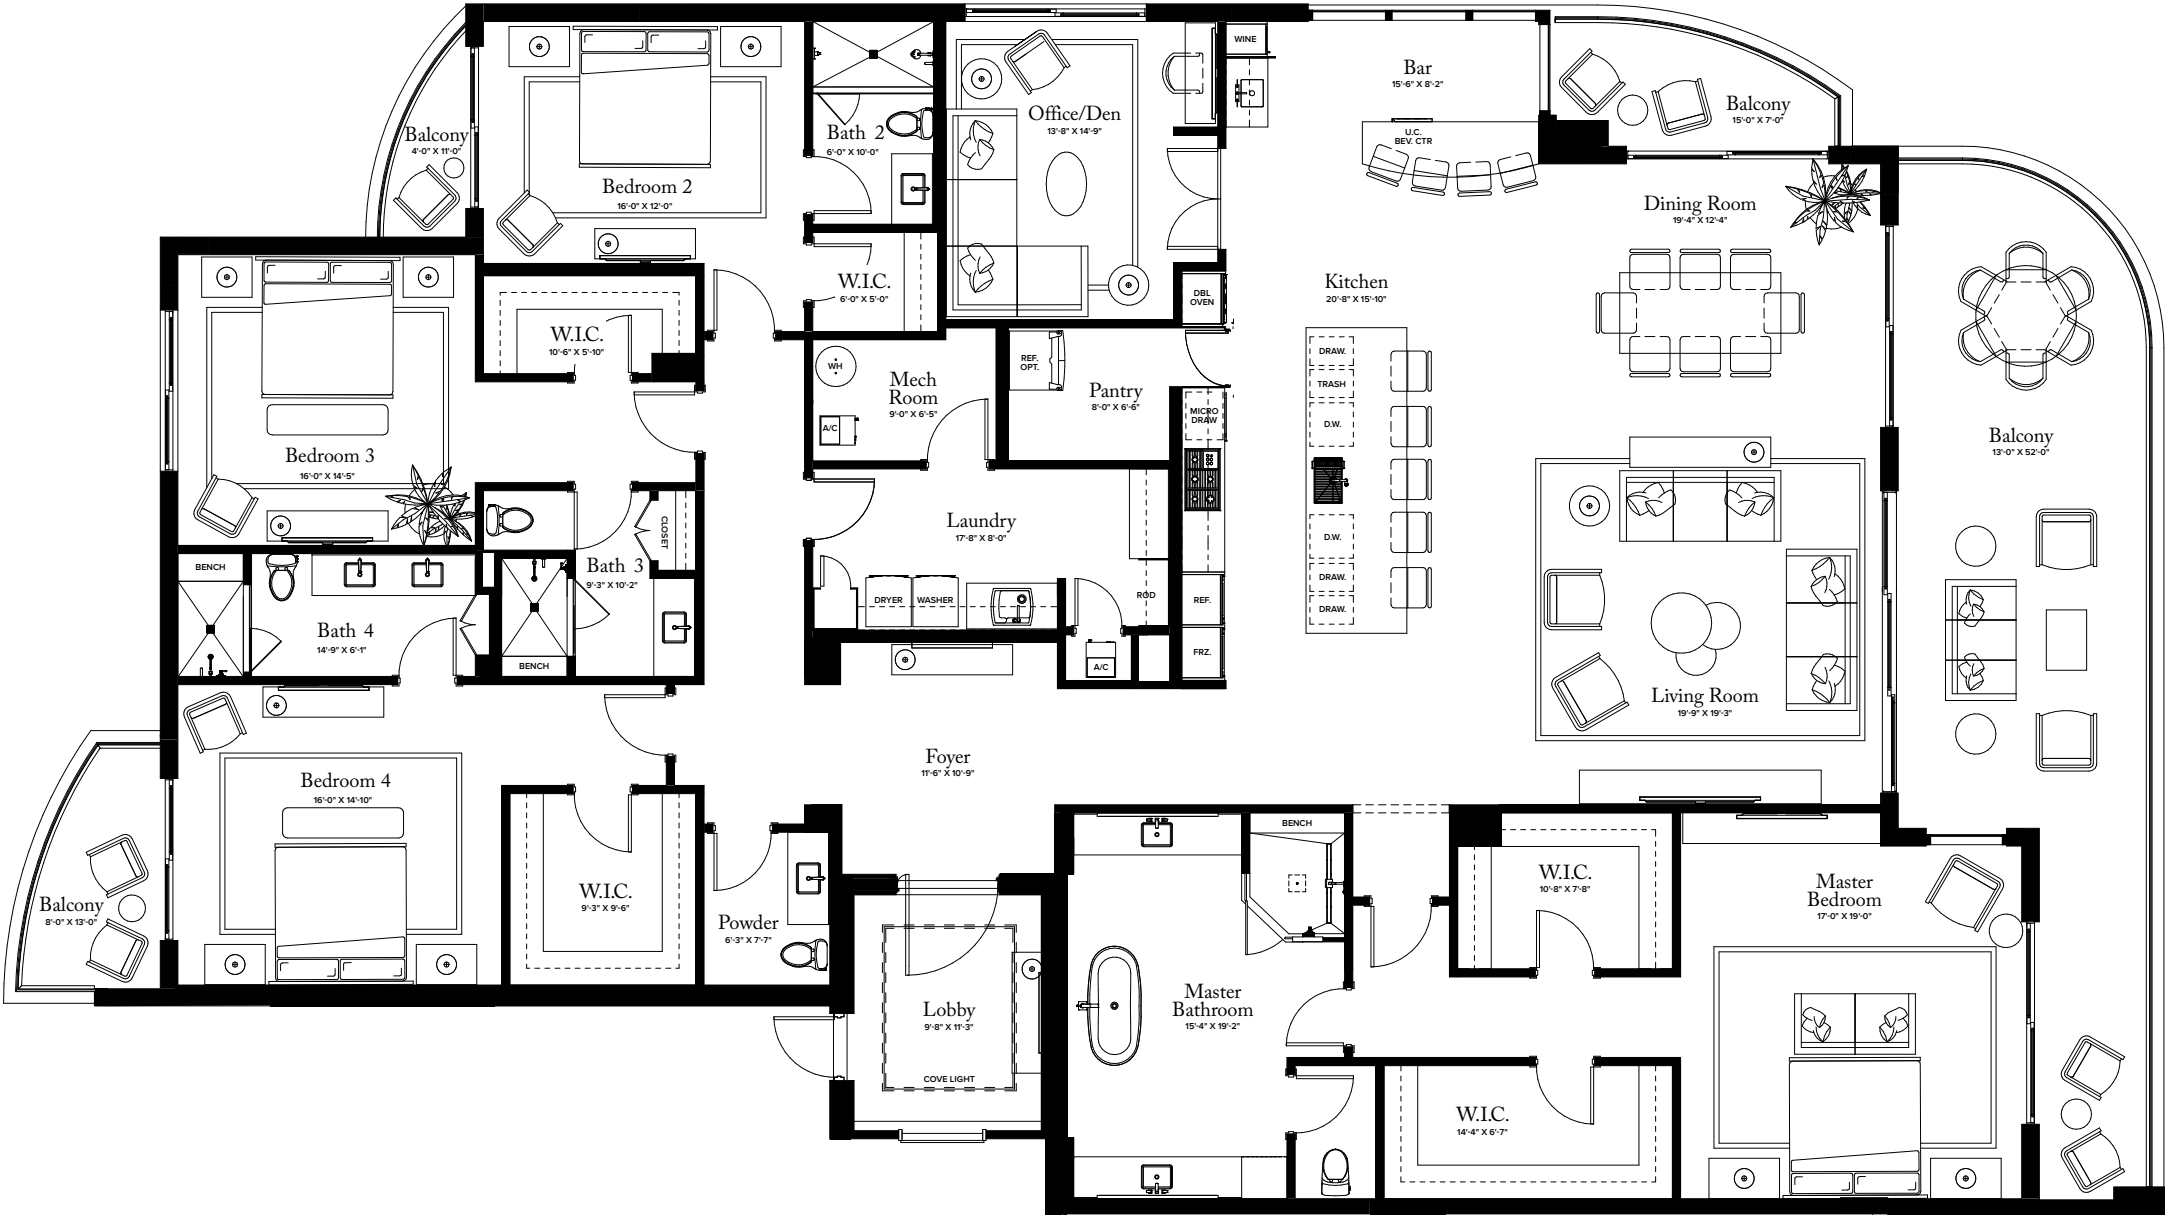 WINE
Bar
15'-6" X 8'-2"
Balcony
15'-0" X 7'-0"
Office/Den
13'-8" X 14'-9"
Balcony
4'-0" X 11'-0"
Bath 2
6'-0" X 10'-0"
U.C.
BEV. CTR
Bedroom 2
16'-0" X 12'-0"
Dining Room
19'-4" X 12'-4"
W.I.C.
6'-0" X 5'-0"
DBL
OVEN
Kitchen
20'-8" X 15'-10"
W.I.C.
10'-6" X 5'-10"
WH
Mech
Room
9'-0" X 6'-5"
A/C
REF.
OPT.
Pantry
8'-0" X 6'-6"
MICRO
DRAW
DRAW.
TRASH
D.W.
Bedroom 3
16'-0" X 14'-5"
Balcony
13'-0" X 52'-0"
Laundry
17'-8" X 8'-0"
CLOSET
D.W.
DRAW.
DRAW.
BENCH
Bath 3
9'-3" X 10'-2"
DRYER
WASHER
ROD
REF.
FRZ.
A/C
Bath 4
14'-9" X 6'-1"
BENCH
Living Room
19'-9" X 19'-3"
Foyer
11'-6" X 10'-9"
Bedroom 4
16'-0" X 14'-10"
BENCH
W.I.C.
9'-3" X 9'-6"
W.I.C.
10'-8" X 7'-8"
Master
Bedroom
17'-0" X 19'-0"
Balcony
8'-0" X 13'-0"
Powder
6'-3" X 7'-7"
Lobby
9'-8" X 11'-3"
COVE LIGHT
Master
Bathroom
15'-4" X 19'-2"
W.I.C.
14'-4" X 6'-7"